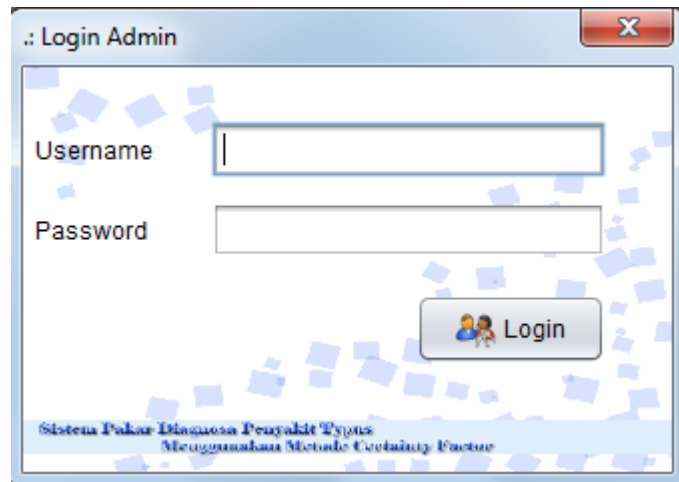 .: Login Admin
X
Username
Password
Login
Sistem Pakar Diagnosa Penyakit Typus
Menggunakan Metode Certainty Factor